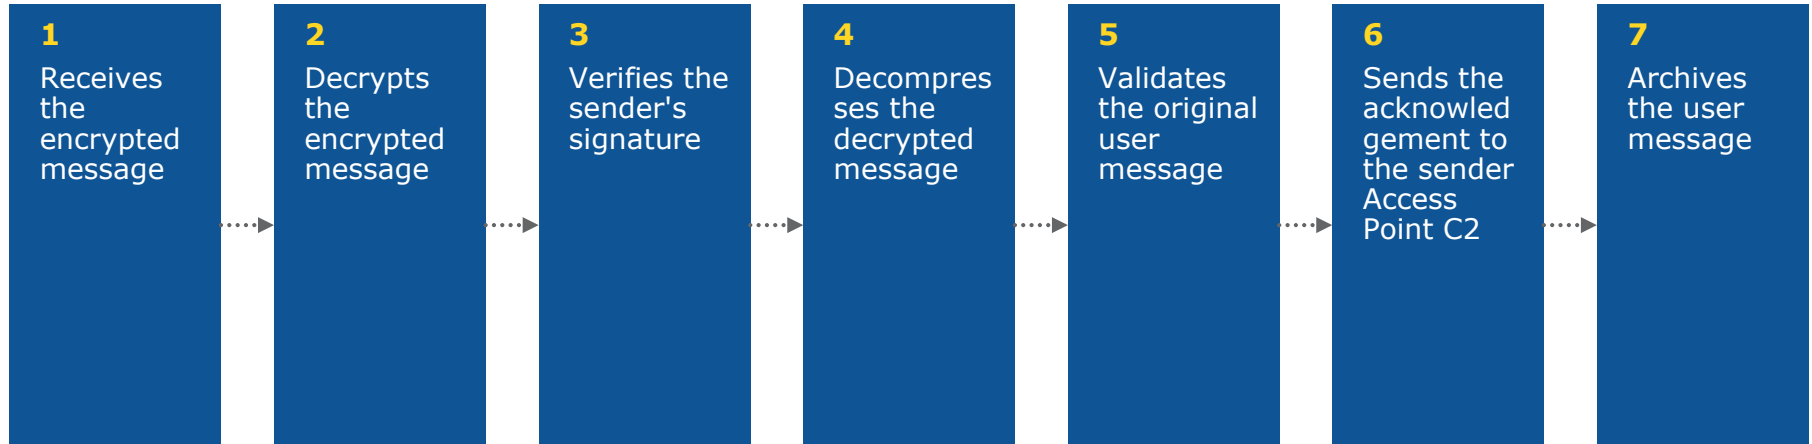 1
Receives
the
encrypted
message
2
Decrypts
the
encrypted
message
3
Verifies the
sender's
signature
4
Decompres
ses the
decrypted
message
5
Validates
the original
user
message
6
Sends the
acknowled
gement to
the sender
Access
Point C2
7
Archives
the user
message